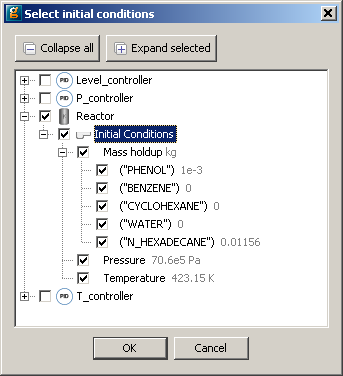 Select initial conditions
Collapse all Expand selected
PID Level_controller
PID P_controller
Reactor
Initial Conditions
Mass holdup kg
("PHENOL") 1e-3
("BENZENE") 0
("CYCLOHEXANE") 0
("WATER") 0
("N_HEXADECANE") 0.01156
Pressure 70.6e5 Pa
Temperature 423.15 K
PID T_controller
OK Cancel